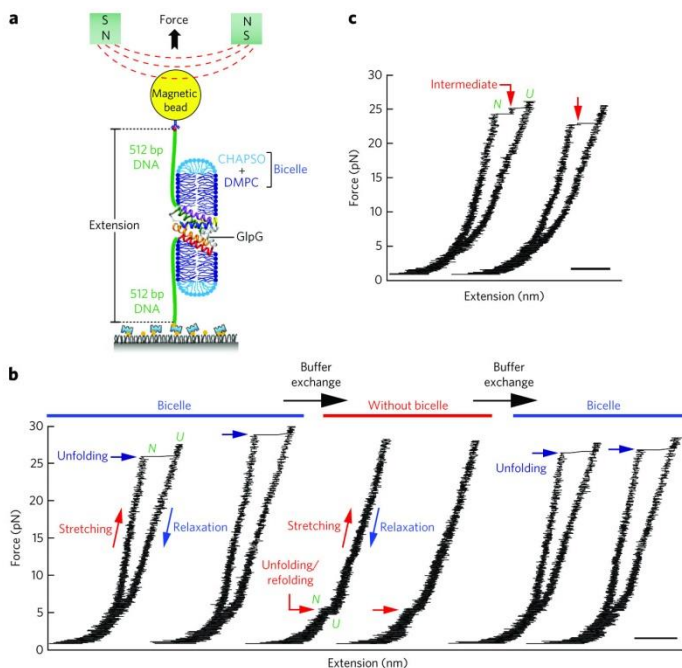 a
S
N
Force
N
S
Magnetic
bead
512 bp
DNA
CHAPSO
+
DMPC
Bicelle
Extension
GlpG
512 bp
DNA
c
Intermediate
N
U
30
25
20
15
10
5
0
Force (pN)
Extension (nm)
b
Buffer
exchange
Buffer
exchange
Bicelle
Without bicelle
Bicelle
30
25
20
15
10
5
0
Force (pN)
Unfolding
N
U
Stretching
Relaxation
Stretching
Relaxation
Unfolding/
refolding
N
U
Unfolding
Extension (nm)